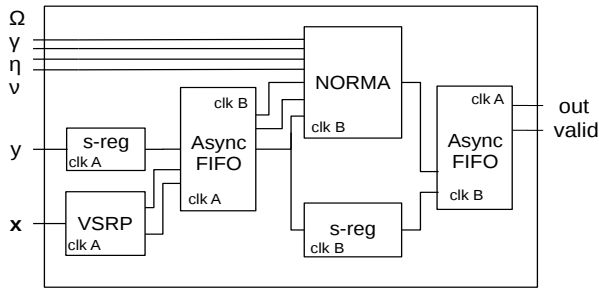 Ω
γ
η
ν
y
x
s-reg
clk A
VSRP
clk A
clk B
Async
FIFO
clk A
NORMA
clk B
s-reg
clk B
clk A
Async
FIFO
clk B
out
valid